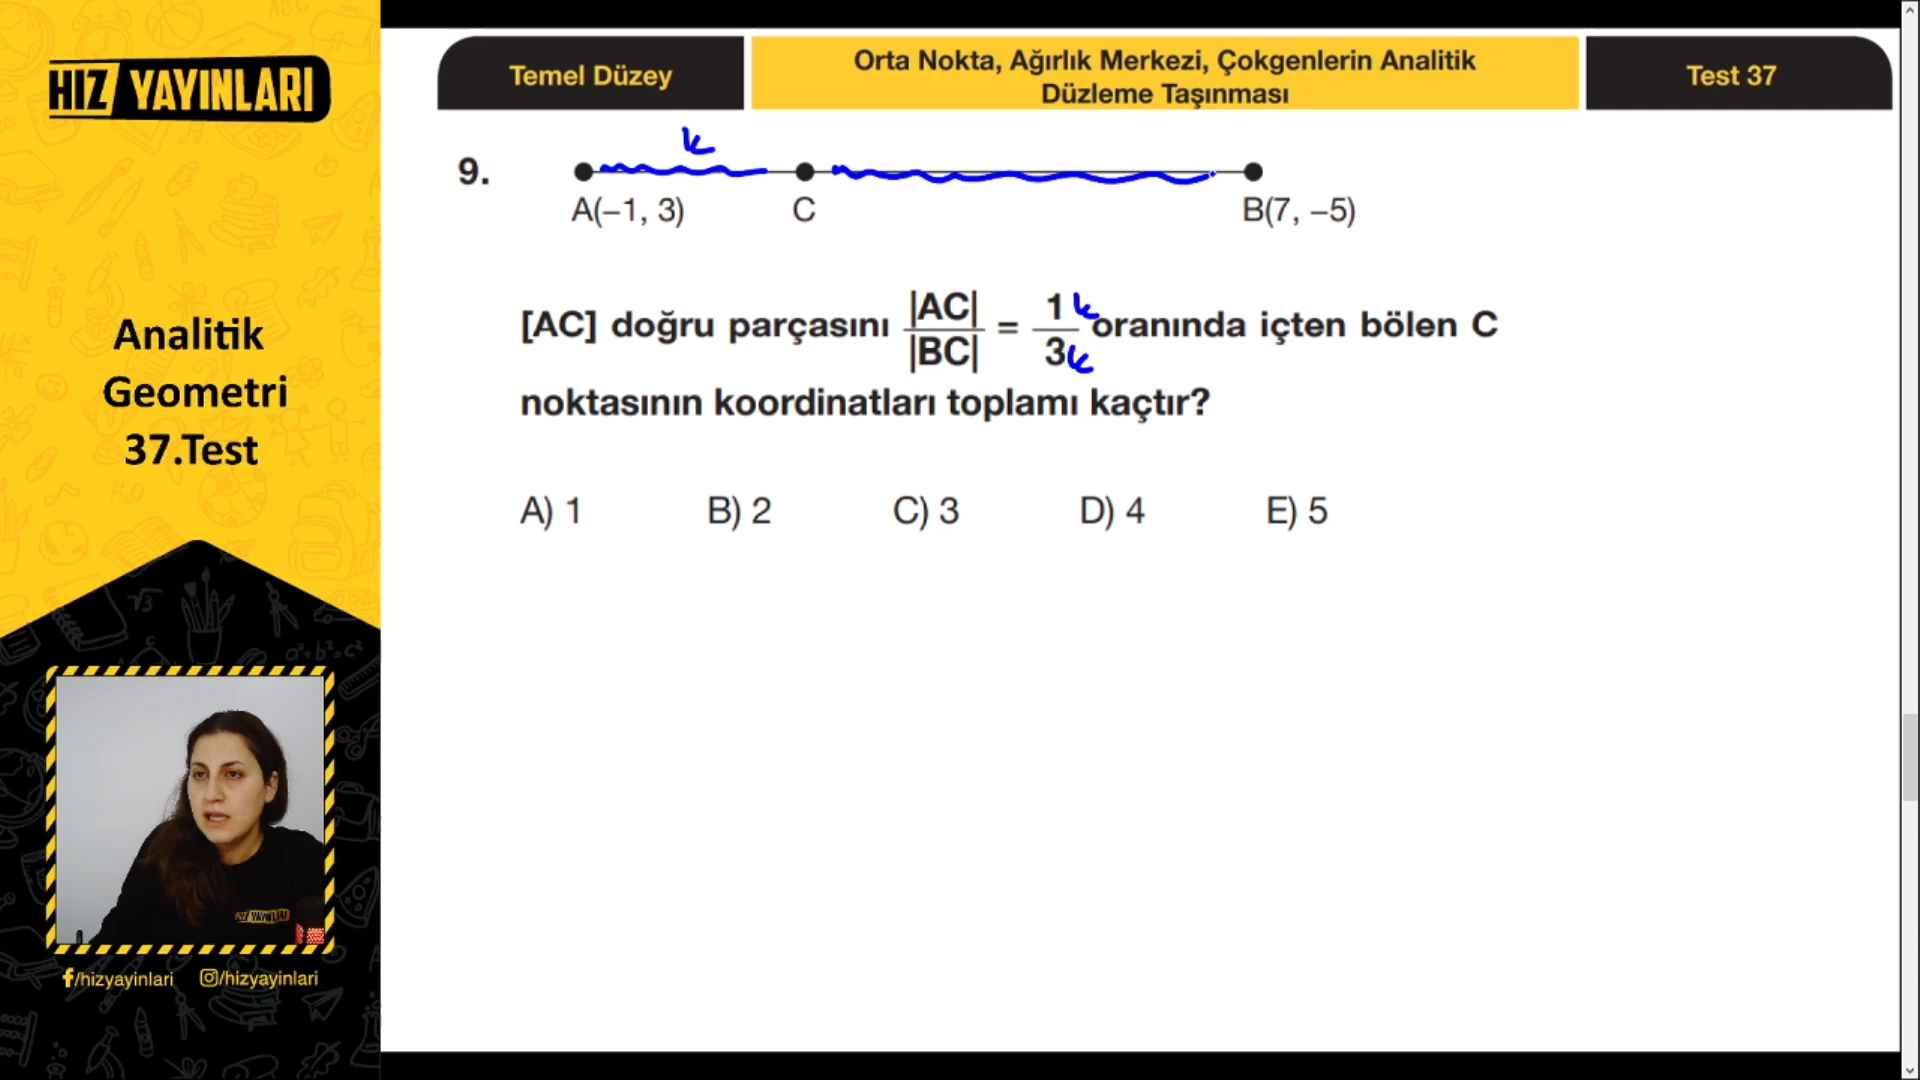 HIZ YAYINLARI
Analitik
Geometri
37.Test
f/hizyayinlari /hizyayinlari
Temel Düzey
Orta Nokta, Ağırlık Merkezi, Çokgenlerin Analitik
Düzleme Taşınması
Test 37
k
9.
A(−1, 3) C B(7, −5)
[AC] doğru parçasını |AC|/|BC| = 1k/3k oranında içten bölen C
noktasının koordinatları toplamı kaçtır?
A) 1 B) 2 C) 3 D) 4 E) 5